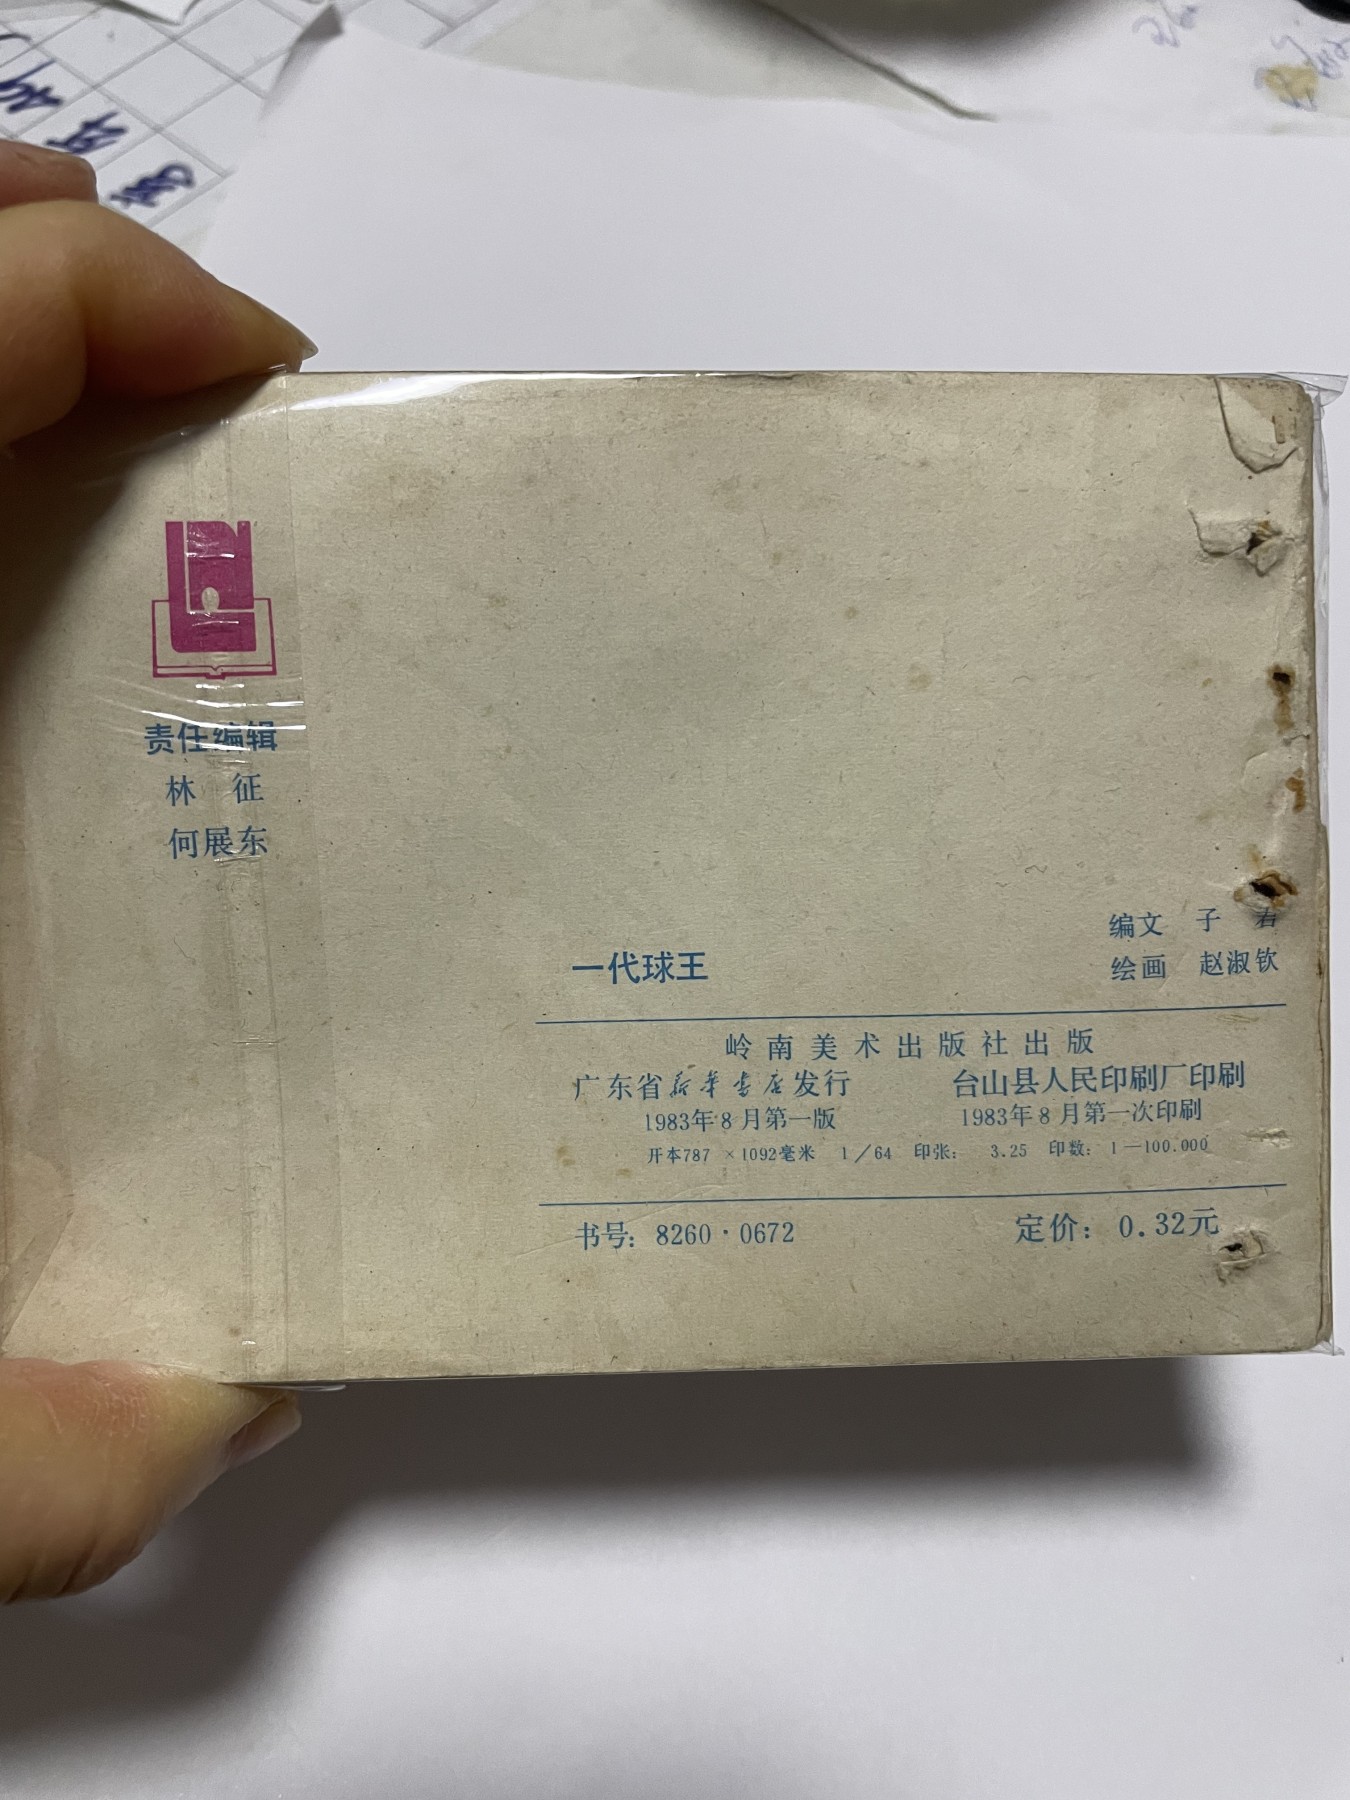 责任编辑
林 征
何展东
编文 子 君
一代球王
绘画 赵淑钦
岭南美术出版社出版
广东省新华书店发行 台山县人民印刷厂印刷
1983年8月第一版 1983年8月第一次印刷
开本787×1092毫米 1／64 印张： 3.25 印数：1—100.000
书号：8260·0672 定价：0.32元